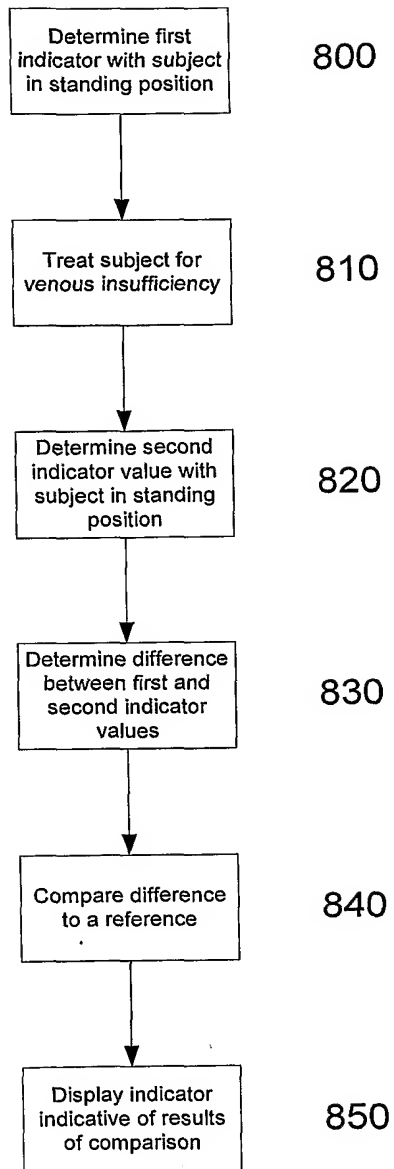 Determine first
indicator with subject
in standing position
800
Treat subject for
venous insufficiency
810
Determine second
indicator value with
subject in standing
position
820
Determine difference
between first and
second indicator
values
830
Compare difference
to a reference
840
Display indicator
indicative of results
of comparison
850